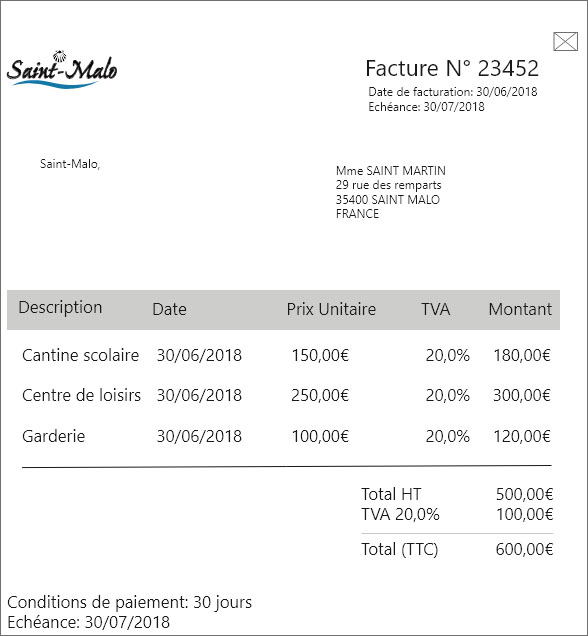 Saint-Malo
Facture N° 23452
Date de facturation: 30/06/2018
Echéance: 30/07/2018
Saint-Malo,
Mme SAINT MARTIN
29 rue des remparts
35400 SAINT MALO
FRANCE
Description Date Prix Unitaire TVA Montant
Cantine scolaire 30/06/2018 150,00€ 20,0% 180,00€
Centre de loisirs 30/06/2018 250,00€ 20,0% 300,00€
Garderie 30/06/2018 100,00€ 20,0% 120,00€
Total HT 500,00€
TVA 20,0% 100,00€
Total (TTC) 600,00€
Conditions de paiement: 30 jours
Echéance: 30/07/2018